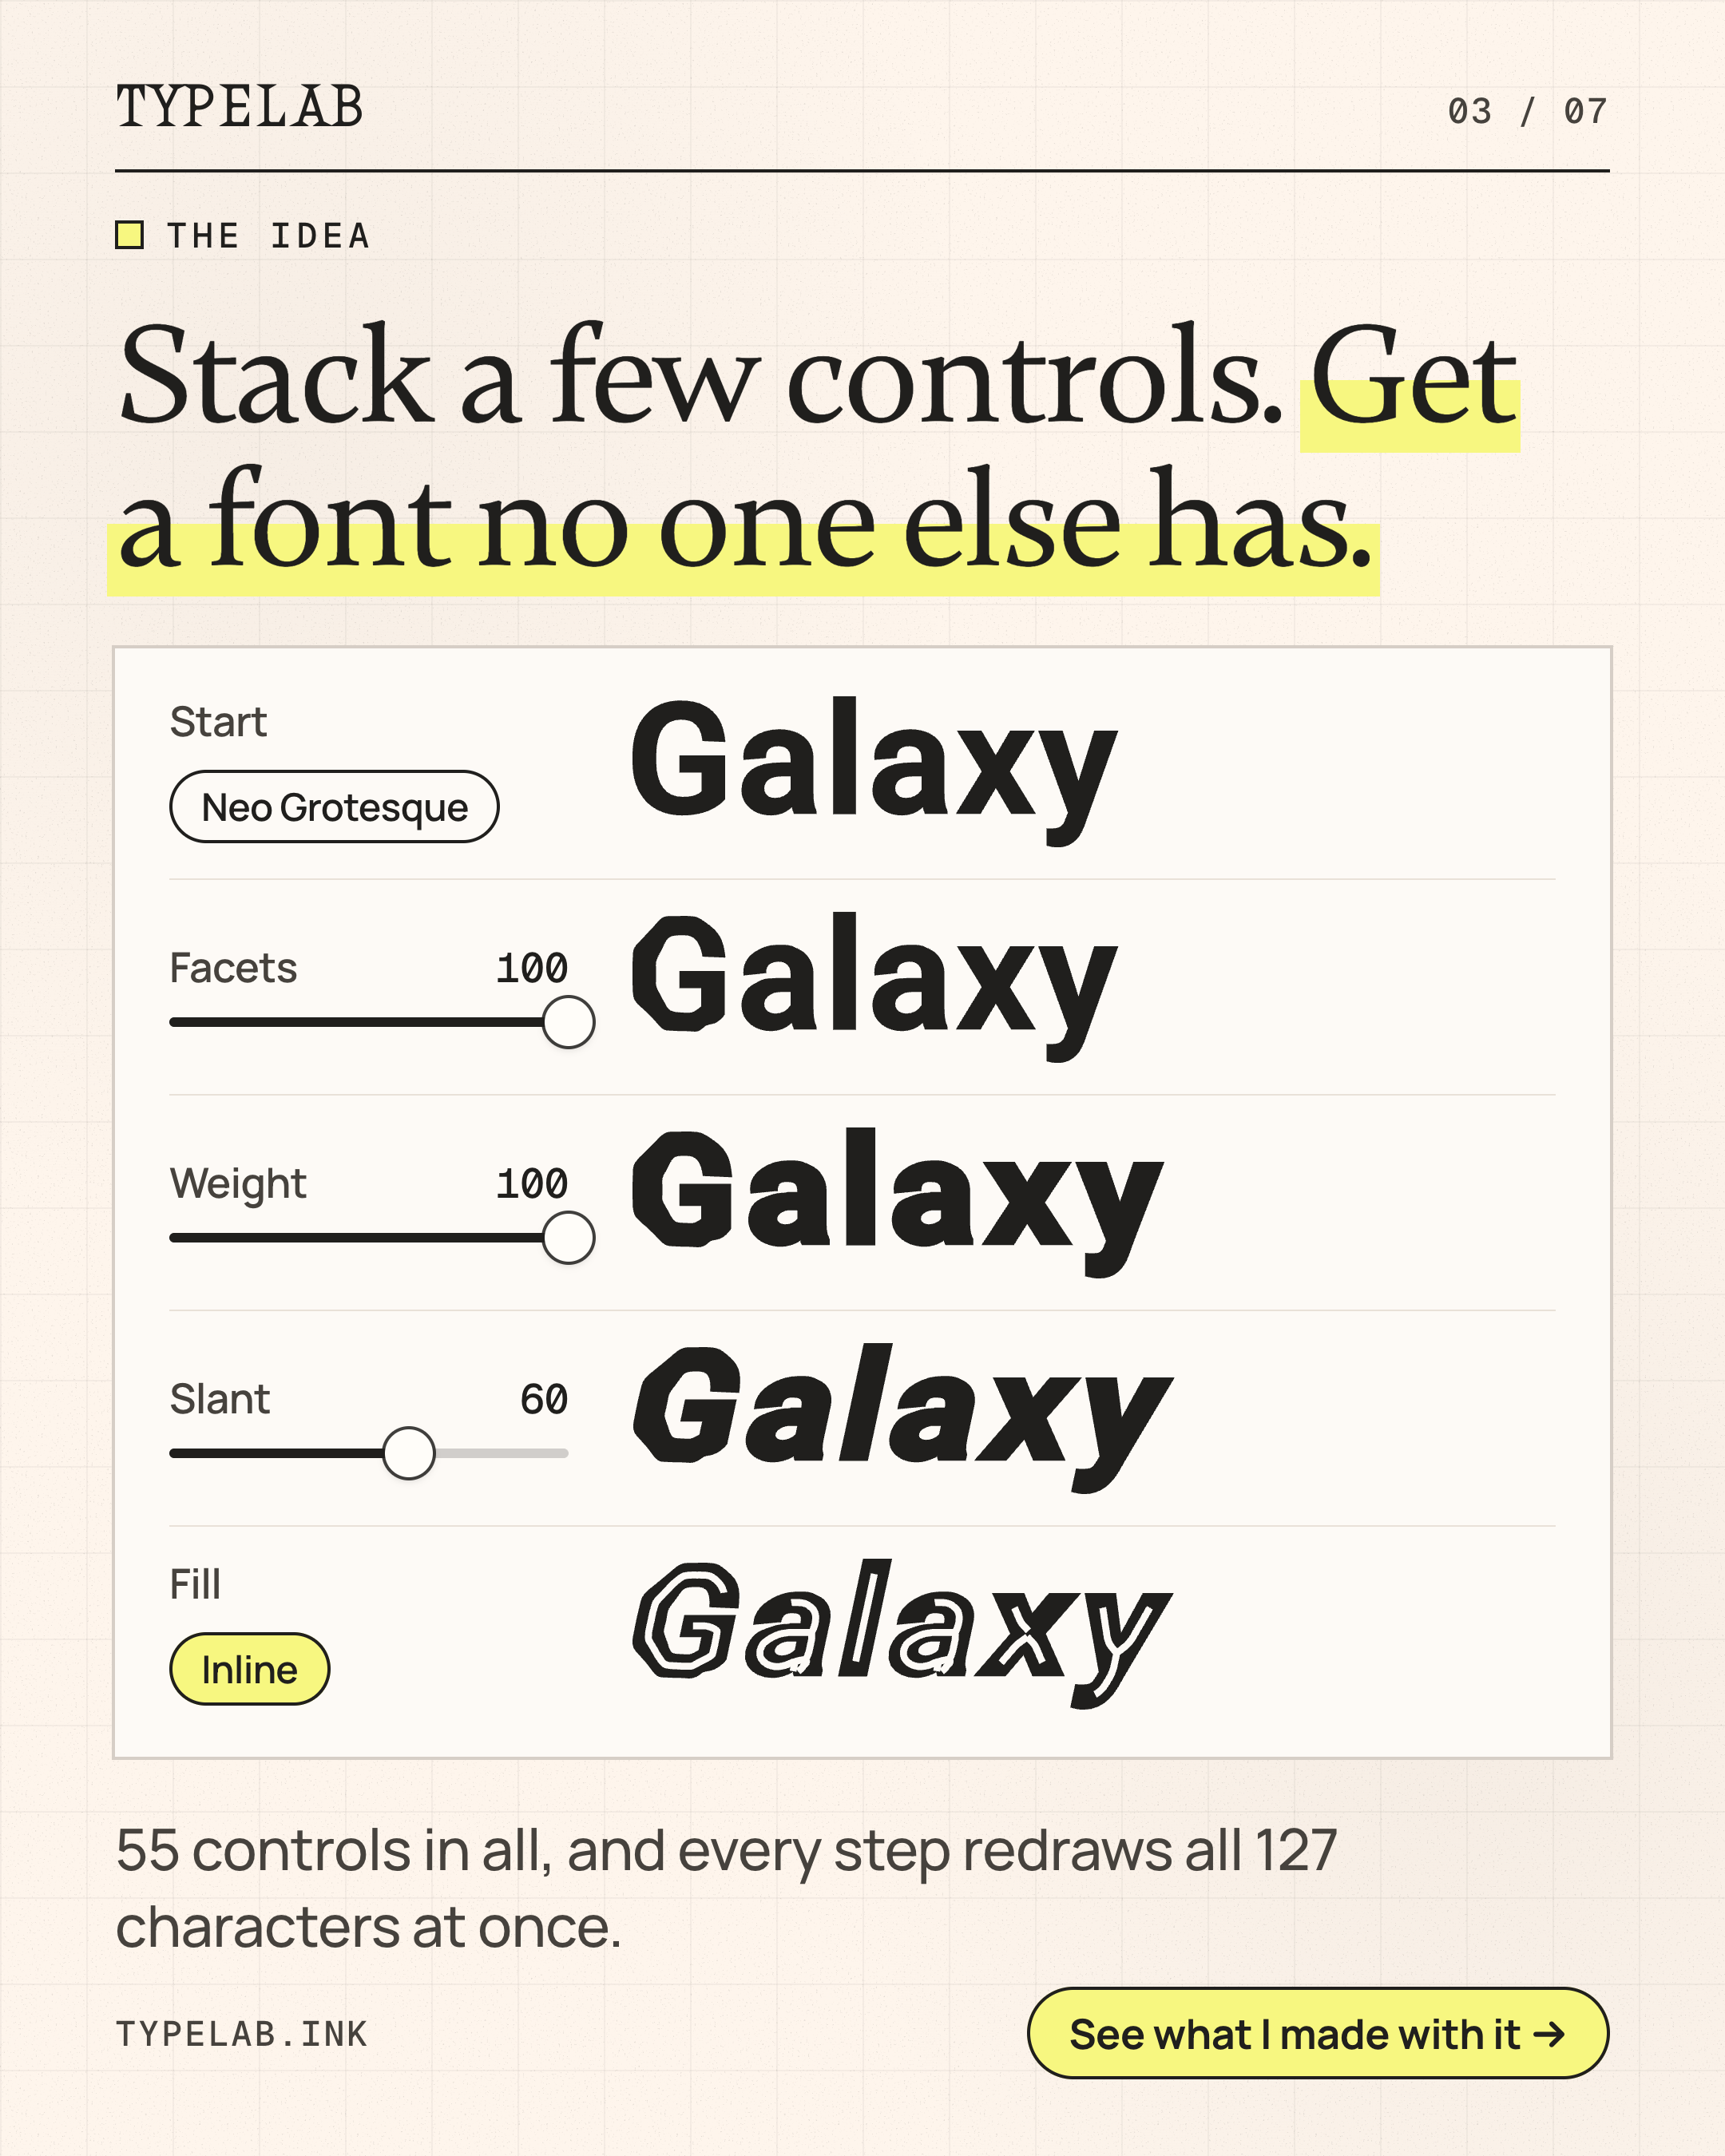 TYPELAB
03 / 07
THE IDEA
Stack a few controls. Get
a font no one else has.
Start
Neo Grotesque
Galaxy
Facets 100
Galaxy
Weight 100
Galaxy
Slant 60
Galaxy
Fill
Inline
Galaxy
55 controls in all, and every step redraws all 127
characters at once.
TYPELAB.INK
See what I made with it →